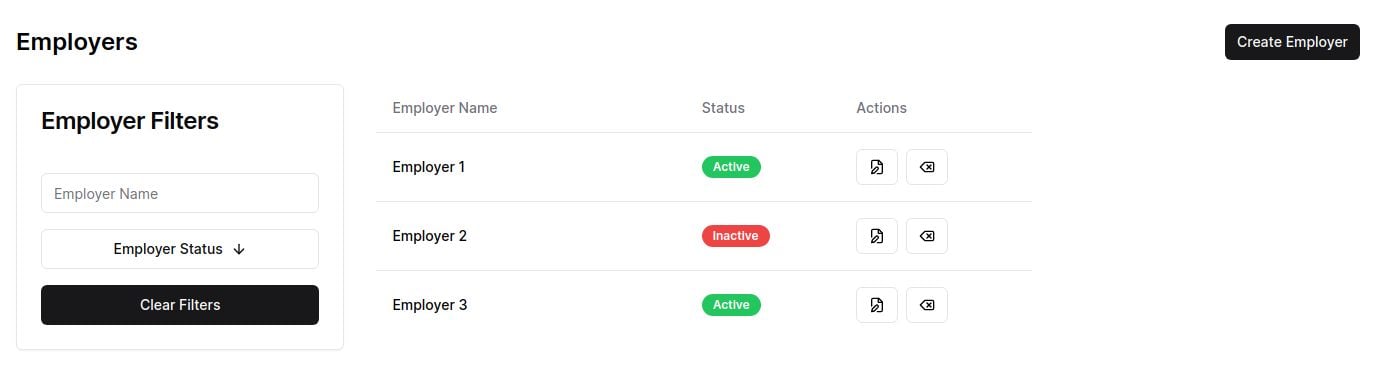 Employers
Create Employer
Employer Filters
Employer Name
Employer Status
Clear Filters
Employer Name Status Actions
Employer 1 Active
Employer 2 Inactive
Employer 3 Active